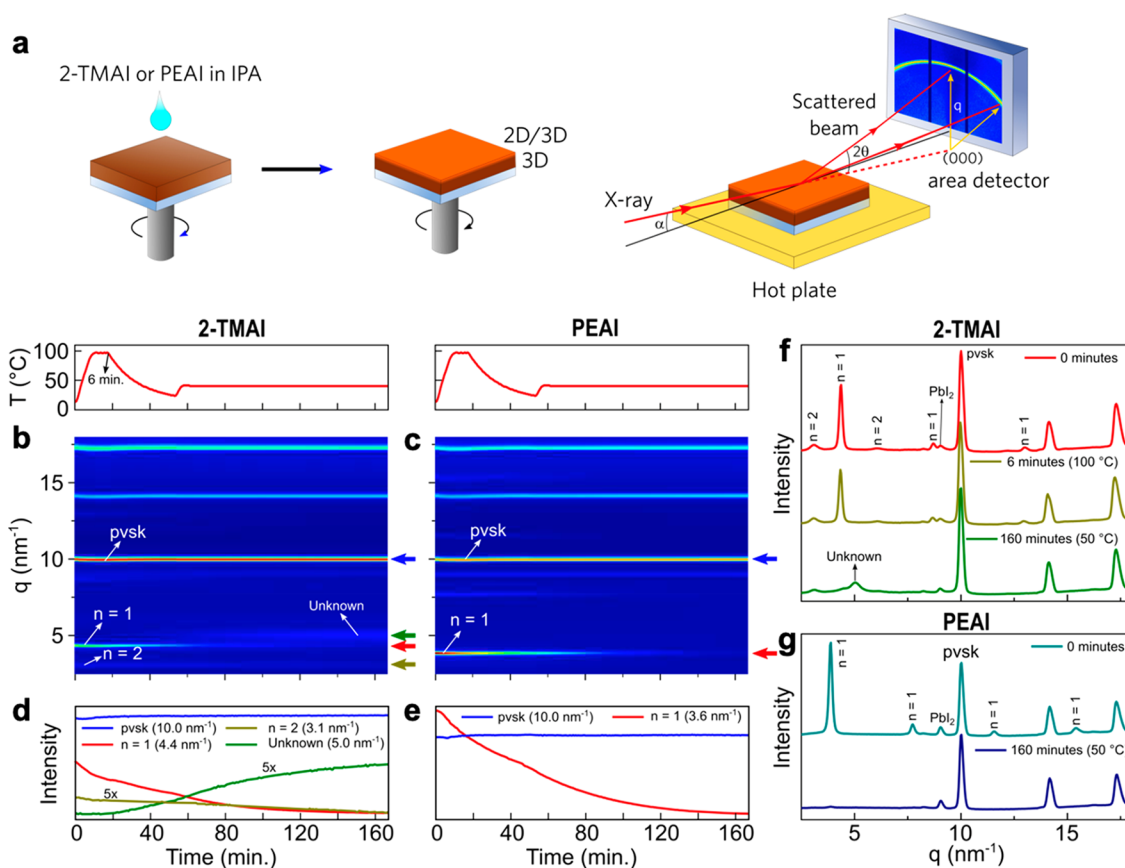 a
2-TMAI or PEAI in IPA
2D/3D
3D
X-ray
α
Scattered
beam
2θ
q
(000)
area detector
Hot plate
2-TMAI
PEAI
T (°C)
100
50
0
6 min.
b
c
q (nm⁻¹)
15
10
5
pvsk
n = 1
n = 2
Unknown
pvsk
n = 1
d
e
Intensity
pvsk (10.0 nm⁻¹)
n = 2 (3.1 nm⁻¹)
n = 1 (4.4 nm⁻¹)
Unknown (5.0 nm⁻¹)
5x
5x
0 40 80 120 160
Time (min.)
pvsk (10.0 nm⁻¹)
n = 1 (3.6 nm⁻¹)
0 40 80 120 160
Time (min.)
f
2-TMAI
Intensity
n = 2
n = 1
n = 2
n = 1
PbI₂
pvsk
n = 1
0 minutes
6 minutes (100 °C)
160 minutes (50 °C)
Unknown
g
PEAI
Intensity
n = 1
n = 1
PbI₂
pvsk
n = 1
n = 1
0 minutes
160 minutes (50 °C
5 10 15
q (nm⁻¹)